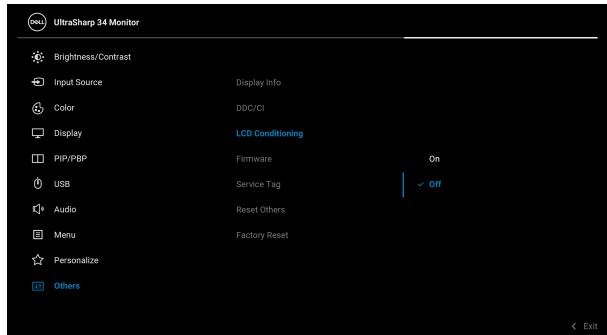 DELL UltraSharp 34 Monitor
Brightness/Contrast
Input Source
Display Info
Color
DDC/CI
Display
LCD Conditioning
PIP/PBP
Firmware
On
USB
Service Tag
Off
Audio
Reset Others
Menu
Factory Reset
Personalize
Others
Exit